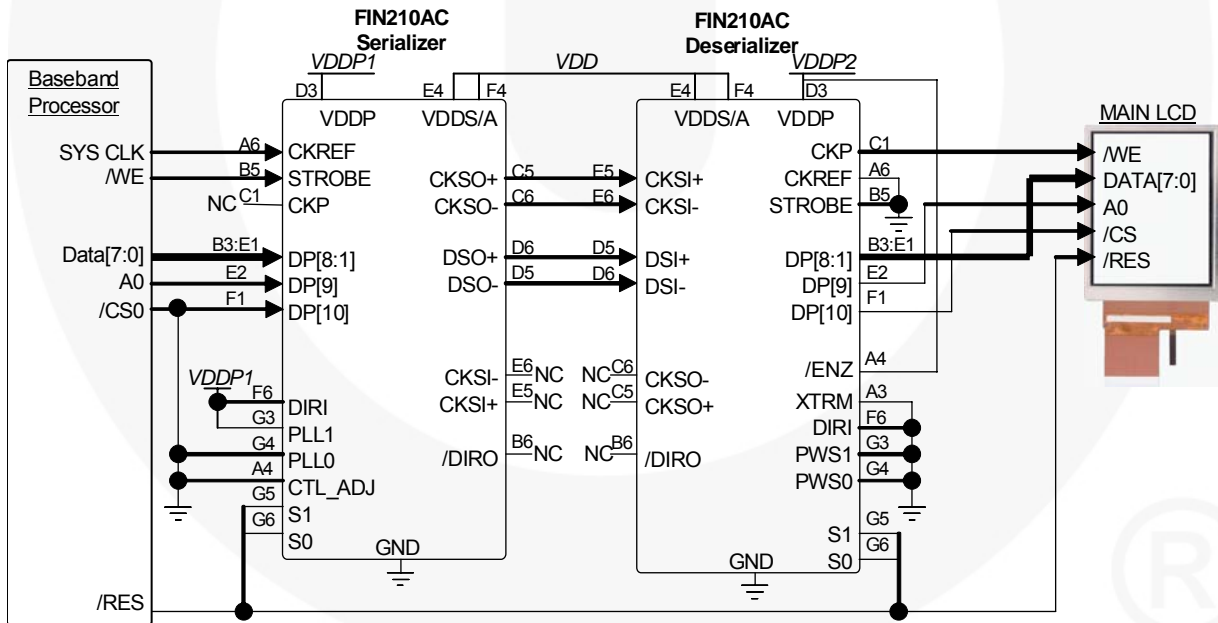 FIN210AC
Serializer
FIN210AC
Deserializer
VDDP1
VDD
VDDP2
D3
E4
F4
E4
F4
D3
Baseband
Processor
VDDP
VDDS/A
VDDS/A
VDDP
MAIN LCD
SYS CLK
A6
CKREF
CKP
C1
/WE
/WE
B5
STROBE
CKSO+
C5
E5
CKSI+
CKREF
A6
DATA[7:0]
NC
C1
CKP
CKSO-
C6
E6
CKSI-
STROBE
B5
A0
/CS
Data[7:0]
B3:E1
DP[8:1]
DSO+
D6
D5
DSI+
DP[8:1]
B3:E1
/RES
A0
E2
DP[9]
DSO-
D5
D6
DSI-
DP[9]
E2
/CS0
F1
DP[10]
DP[10]
F1
VDDP1
CKSI-
E6
NC
NC
C6
CKSO-
/ENZ
A4
F6
DIRI
CKSI+
E5
NC
NC
C5
CKSO+
XTRM
A3
G3
PLL1
DIRI
F6
G4
PLL0
/DIRO
B6
NC
NC
B6
/DIRO
PWS1
G3
A4
CTL_ADJ
PWS0
G4
G5
S1
S1
G5
G6
S0
GND
GND
S0
G6
/RES
®